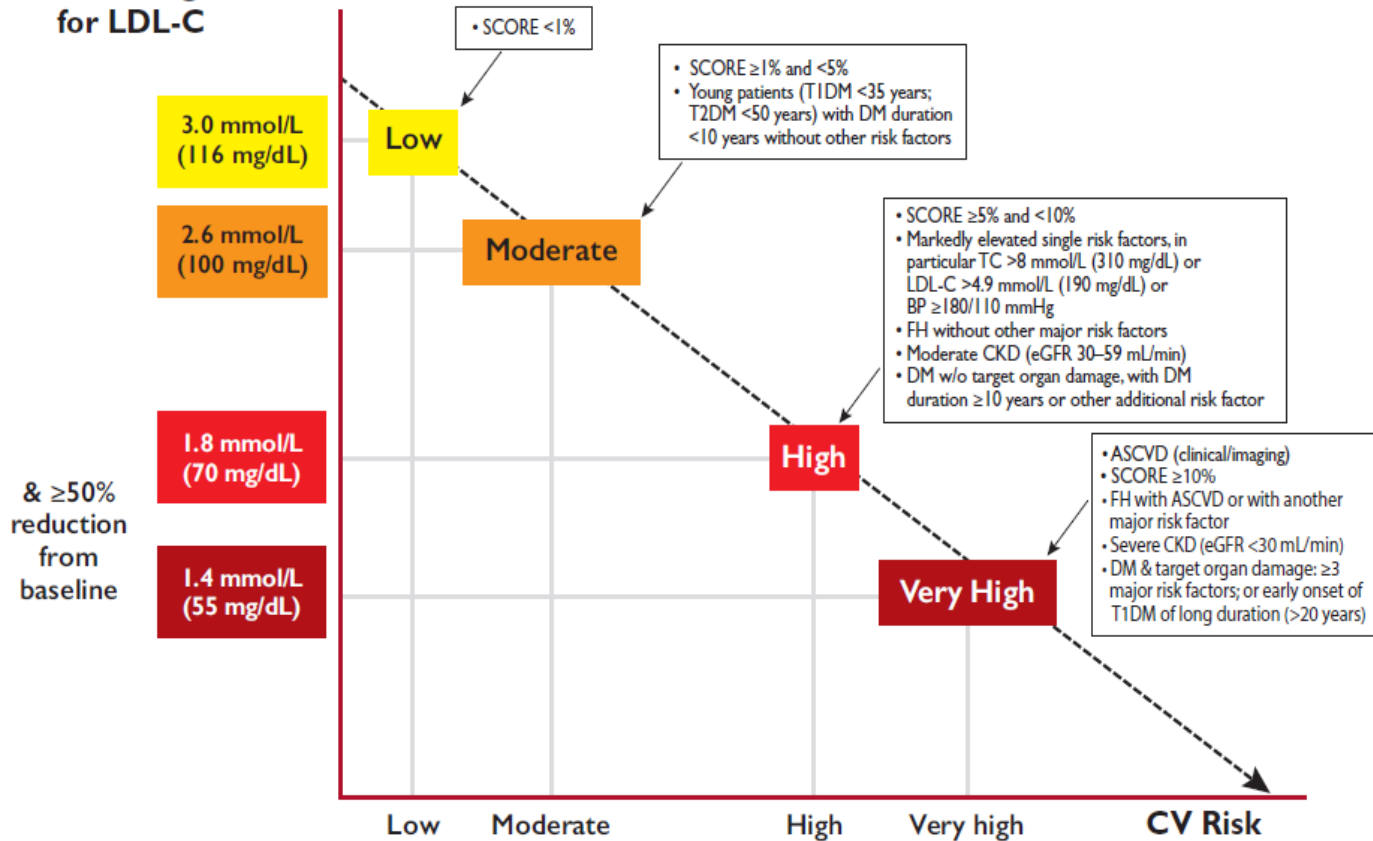 for LDL-C
• SCORE <1%
• SCORE ≥1% and <5%
• Young patients (T1DM <35 years;
T2DM <50 years) with DM duration
<10 years without other risk factors
3.0 mmol/L
(116 mg/dL)
Low
2.6 mmol/L
(100 mg/dL)
Moderate
• SCORE ≥5% and <10%
• Markedly elevated single risk factors, in
particular TC >8 mmol/L (310 mg/dL) or
LDL-C >4.9 mmol/L (190 mg/dL) or
BP ≥180/110 mmHg
• FH without other major risk factors
• Moderate CKD (eGFR 30–59 mL/min)
• DM w/o target organ damage, with DM
duration ≥10 years or other additional risk factor
1.8 mmol/L
(70 mg/dL)
High
• ASCVD (clinical/imaging)
• SCORE ≥10%
• FH with ASCVD or with another
major risk factor
• Severe CKD (eGFR <30 mL/min)
• DM & target organ damage: ≥3
major risk factors; or early onset of
T1DM of long duration (>20 years)
& ≥50%
reduction
from
baseline
1.4 mmol/L
(55 mg/dL)
Very High
Low Moderate High Very high CV Risk